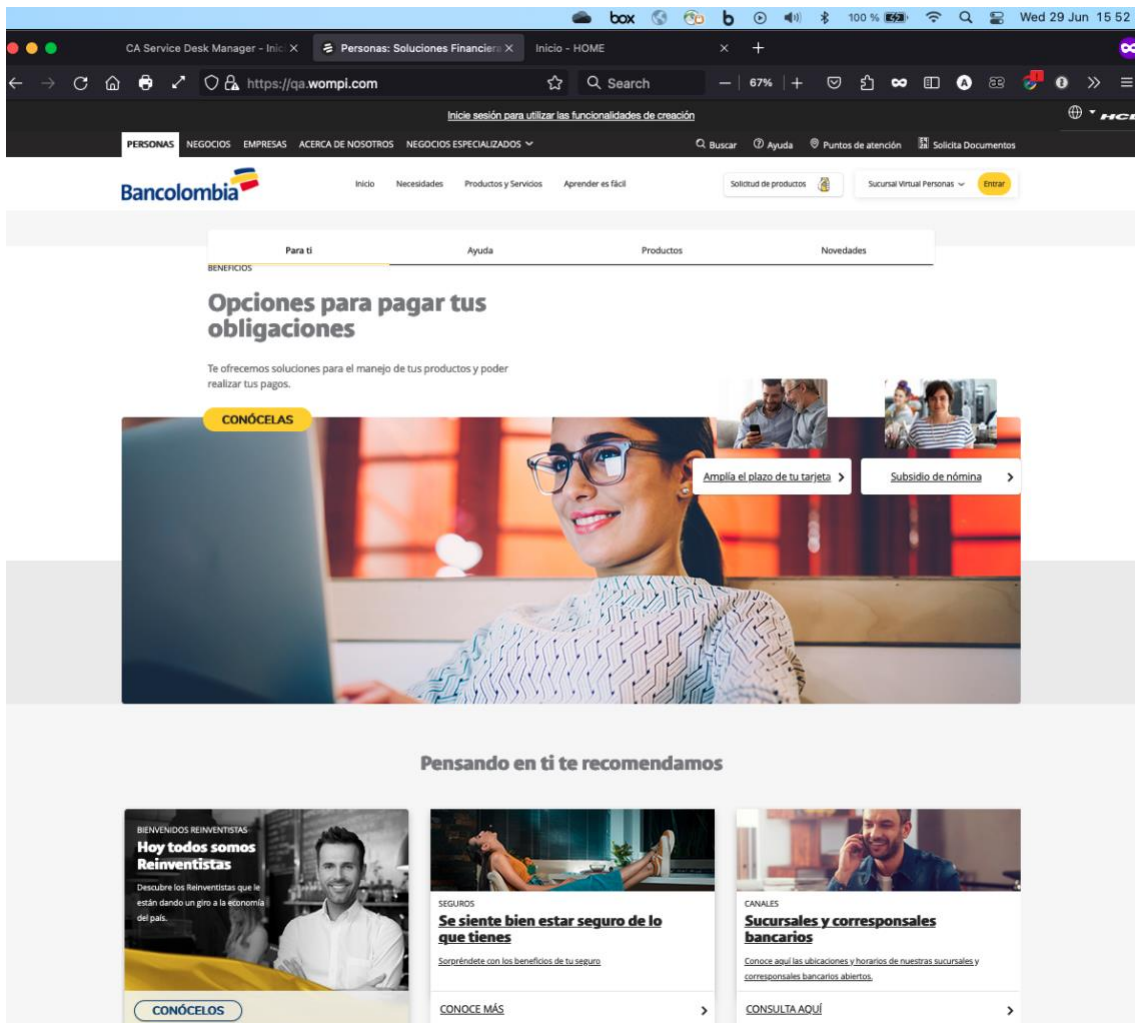 box
100 %
Wed 29 Jun 15 52
CA Service Desk Manager - Inic
Personas: Soluciones Financiera
Inicio - HOME
https://qa.wompi.com
Search
67%
Inicie sesión para utilizar las funcionalidades de creación
HCL
PERSONAS NEGOCIOS EMPRESAS ACERCA DE NOSOTROS NEGOCIOS ESPECIALIZADOS
Buscar Ayuda Puntos de atención Solicita Documentos
Bancolombia
Inicio Necesidades Productos y Servicios Aprender es fácil
Solicitud de productos
Sucursal Virtual Personas
Entrar
Para ti Ayuda Productos Novedades
BENEFICIOS
Opciones para pagar tus
obligaciones
Te ofrecemos soluciones para el manejo de tus productos y poder
realizar tus pagos.
CONÓCELAS
Amplía el plazo de tu tarjeta
Subsidio de nómina
Pensando en ti te recomendamos
BIENVENIDOS REINVENTISTAS
Hoy todos somos
Reinventistas
Descubre los Reinventistas que le
están dando un giro a la economía
del país.
CONÓCELOS
SEGUROS
Se siente bien estar seguro de lo
que tienes
Sorpréndete con los beneficios de tu seguro
CONOCE MÁS
CANALES
Sucursales y corresponsales
bancarios
Conoce aquí las ubicaciones y horarios de nuestras sucursales y
corresponsales bancarios abiertos.
CONSULTA AQUÍ